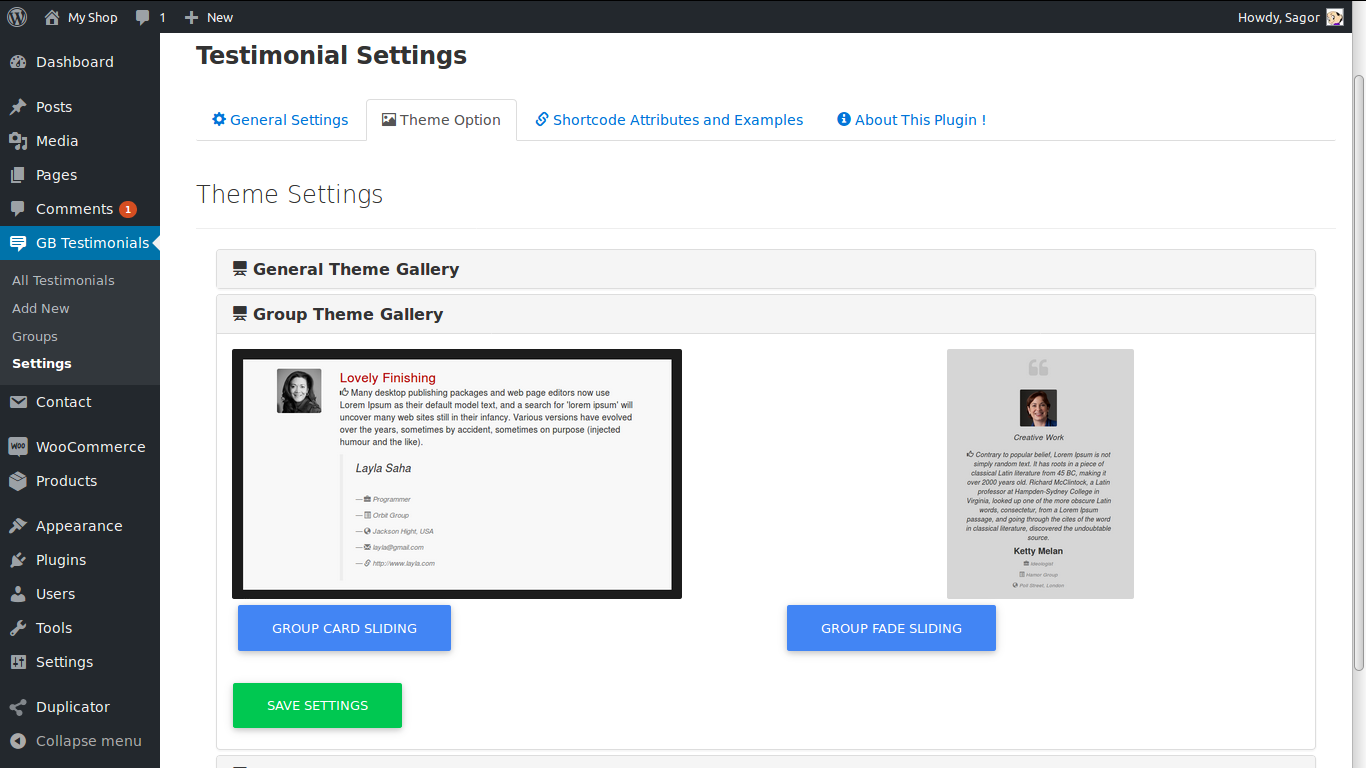 My Shop 1 New Howdy, Sagor
Dashboard
Posts
Media
Pages
Comments 1
GB Testimonials
All Testimonials
Add New
Groups
Settings
Contact
WOO WooCommerce
Products
Appearance
Plugins
Users
Tools
Settings
Duplicator
Collapse menu
Testimonial Settings
General Settings Theme Option Shortcode Attributes and Examples About This Plugin !
Theme Settings
General Theme Gallery
Group Theme Gallery
Lovely Finishing
Many desktop publishing packages and web page editors now use
Lorem Ipsum as their default model text, and a search for 'lorem ipsum' will
uncover many web sites still in their infancy. Various versions have evolved
over the years, sometimes by accident, sometimes on purpose (injected
humour and the like).
Layla Saha
— Programmer
— Orbit Group
— Jackson Hight, USA
— layla@gmail.com
— http://www.layla.com
GROUP CARD SLIDING
Creative Work
Contrary to popular belief, Lorem Ipsum is not
simply random text. It has roots in a piece of
classical Latin literature from 45 BC, making it
over 2000 years old. Richard McClintock, a Latin
professor at Hampden-Sydney College in
Virginia, looked up one of the more obscure Latin
words, consectetur, from a Lorem Ipsum
passage, and going through the cites of the word
in classical literature, discovered the undoubtable
source.
Ketty Melan
Ideologist
Hamer Group
Poll Street, London
GROUP FADE SLIDING
SAVE SETTINGS